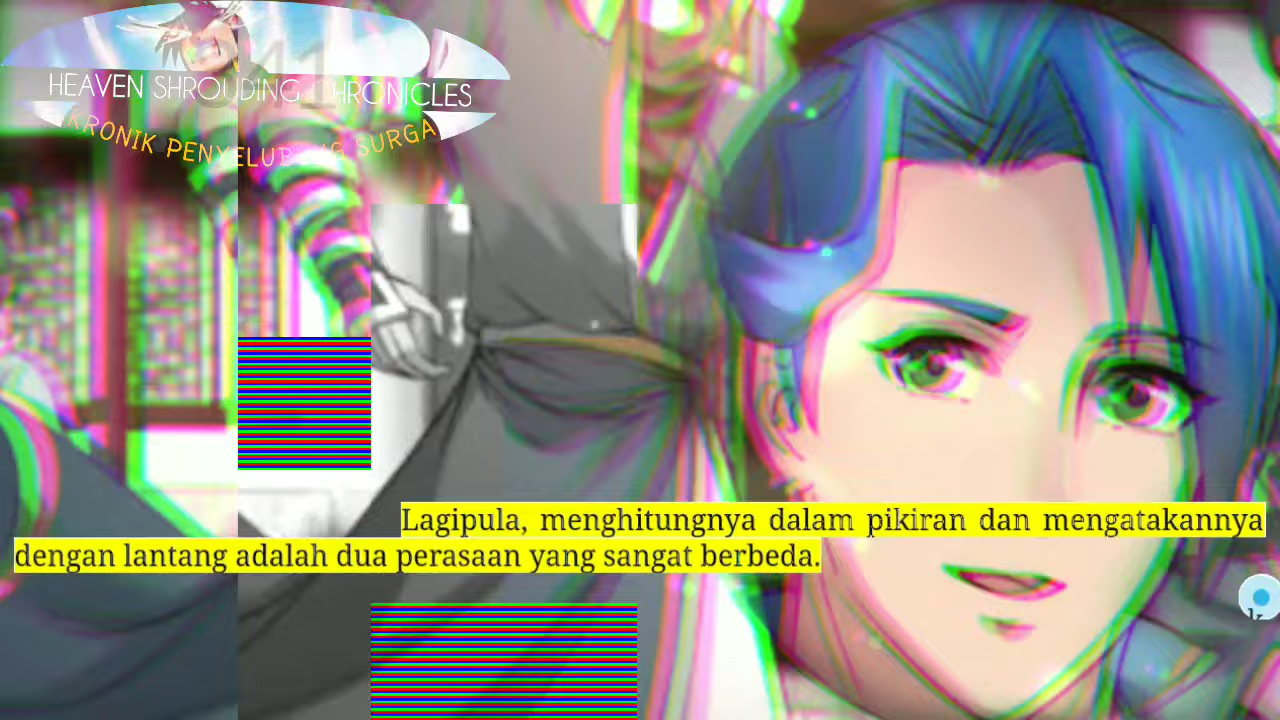 HEAVEN SHROUDING CHRONICLES
KRONIK PENYELUBUNG SURGA
Lagipula, menghitungnya dalam pikiran dan mengatakannya
dengan lantang adalah dua perasaan yang sangat berbeda.